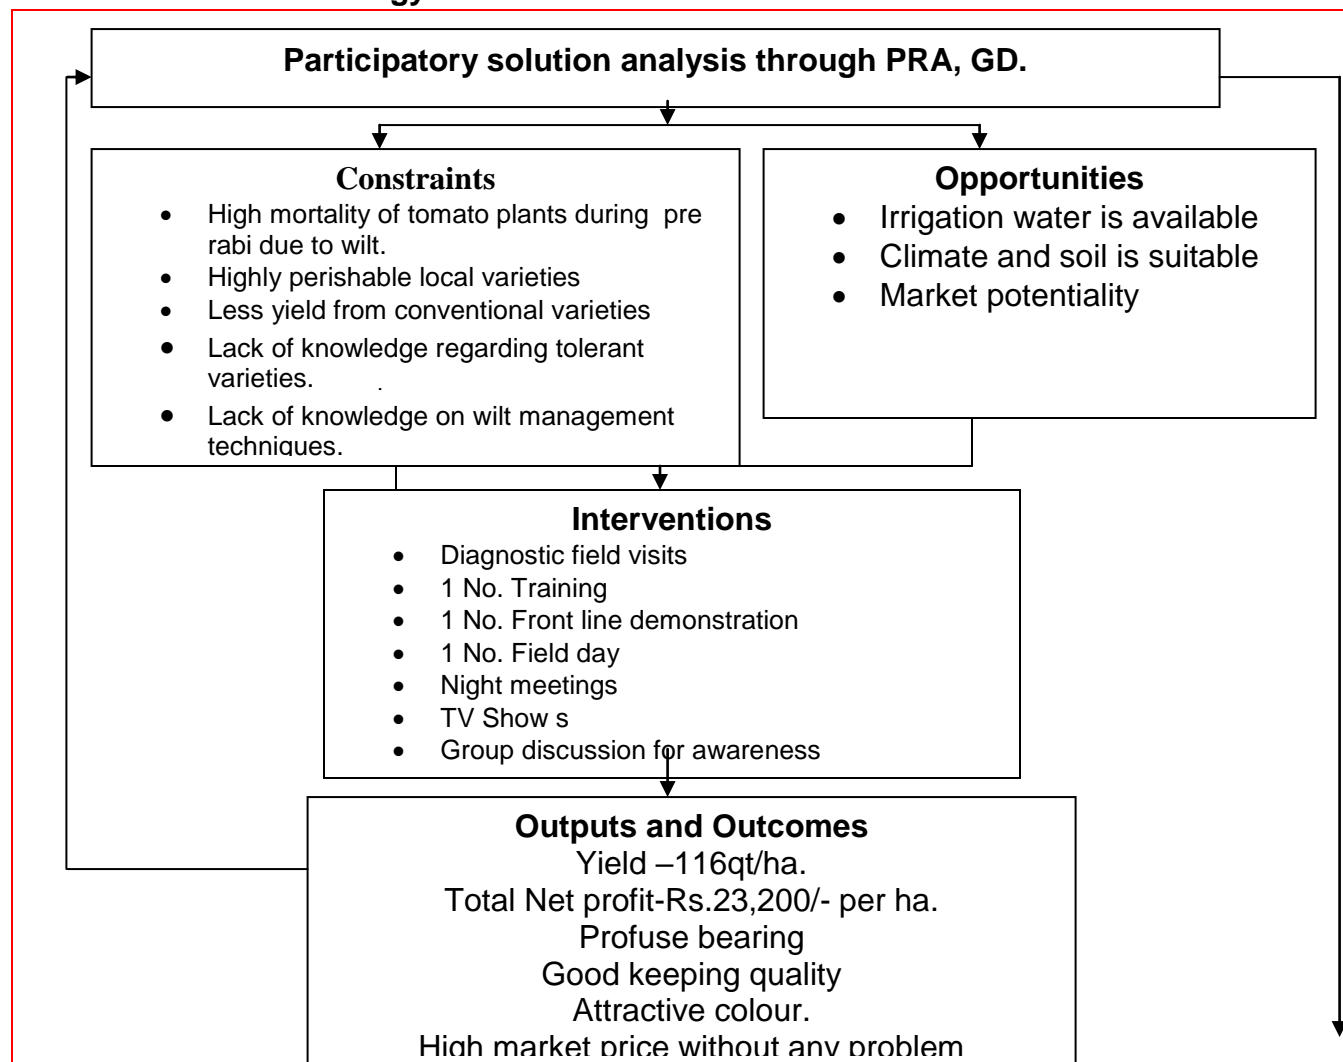 gy
Participatory solution analysis through PRA, GD.
Constraints
• High mortality of tomato plants during pre
rabi due to wilt.
• Highly perishable local varieties
• Less yield from conventional varieties
• Lack of knowledge regarding tolerant
varieties. .
• Lack of knowledge on wilt management
techniques.
Opportunities
• Irrigation water is available
• Climate and soil is suitable
• Market potentiality
Interventions
• Diagnostic field visits
• 1 No. Training
• 1 No. Front line demonstration
• 1 No. Field day
• Night meetings
• TV Show s
• Group discussion for awareness
Outputs and Outcomes
Yield –116qt/ha.
Total Net profit-Rs.23,200/- per ha.
Profuse bearing
Good keeping quality
Attractive colour.
High market price without any problem